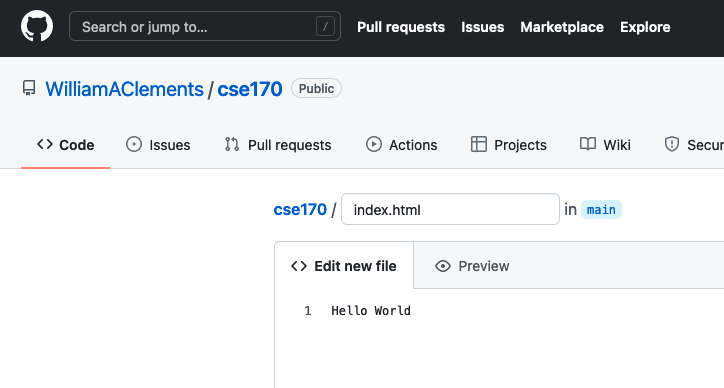 Search or jump to... / Pull requests Issues Marketplace Explore
WilliamAClements / cse170 Public
<> Code Issues Pull requests Actions Projects Wiki Secur
cse170 / index.html in main
<> Edit new file Preview
1 Hello World